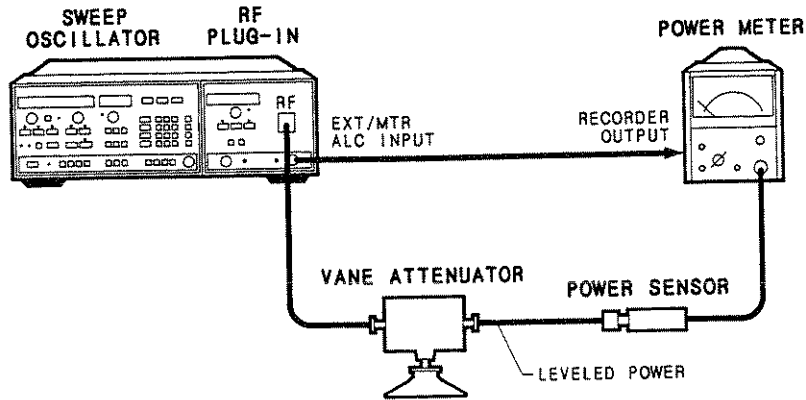 SWEEP
OSCILLATOR
RF
PLUG-IN
POWER METER
RF
EXT/MTR
ALC INPUT
RECORDER
OUTPUT
VANE ATTENUATOR
POWER SENSOR
LEVELED POWER